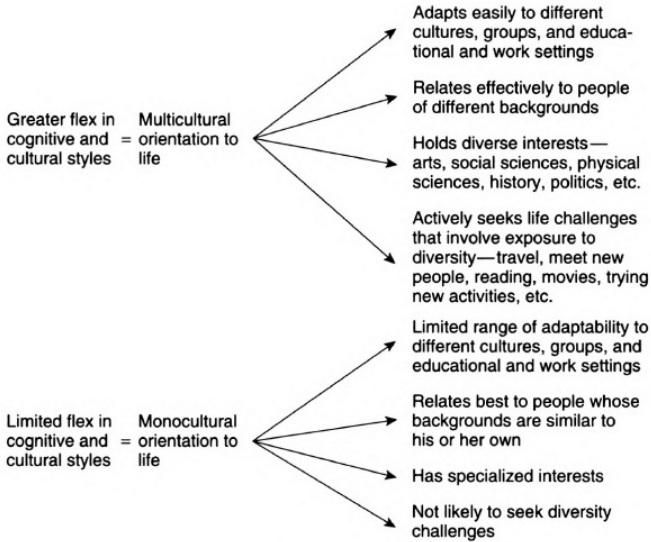 Greater flex in
cognitive and
cultural styles
=
Multicultural
orientation to
life
Adapts easily to different
cultures, groups, and educa-
tional and work settings
Relates effectively to people
of different backgrounds
Holds diverse interests—
arts, social sciences, physical
sciences, history, politics, etc.
Actively seeks life challenges
that involve exposure to
diversity—travel, meet new
people, reading, movies, trying
new activities, etc.
Limited flex in
cognitive and
cultural styles
=
Monocultural
orientation to
life
Limited range of adaptability to
different cultures, groups, and
educational and work settings
Relates best to people whose
backgrounds are similar to
his or her own
Has specialized interests
Not likely to seek diversity
challenges